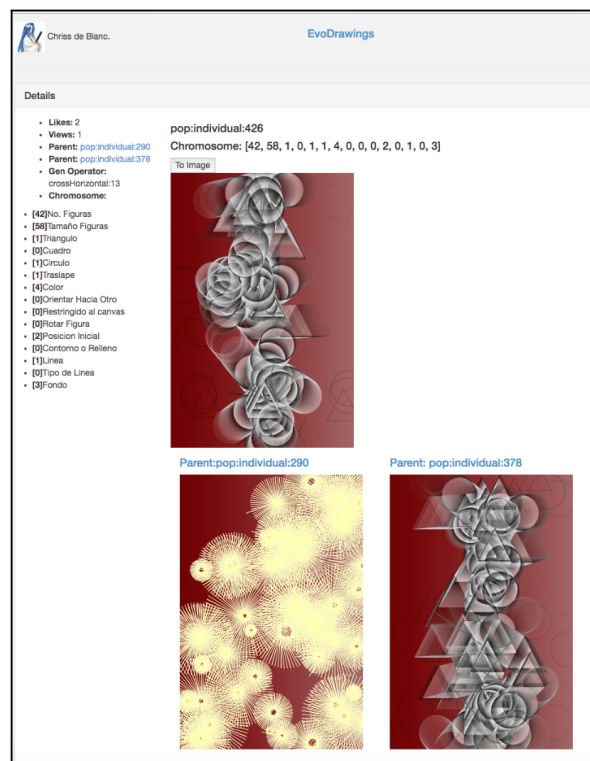 Chriss de Blanc.
EvoDrawings
Details
Likes: 2
Views: 1
Parent: pop:individual:290
Parent: pop:individual:378
Gen Operator:
crossHorizontal:13
Chromosome:
[42]No. Figuras
[58]Tamaño Figuras
[1]Triangulo
[0]Cuadro
[1]Circulo
[1]Traslape
[4]Color
[0]Orientar Hacia Otro
[0]Restringido al canvas
[0]Rotar Figura
[2]Posicion Inicial
[0]Contorno o Relleno
[1]Linea
[0]Tipo de Linea
[3]Fondo
pop:individual:426
Chromosome: [42, 58, 1, 0, 1, 1, 4, 0, 0, 0, 2, 0, 1, 0, 3]
To Image
Parent:pop:individual:290
Parent: pop:individual:378